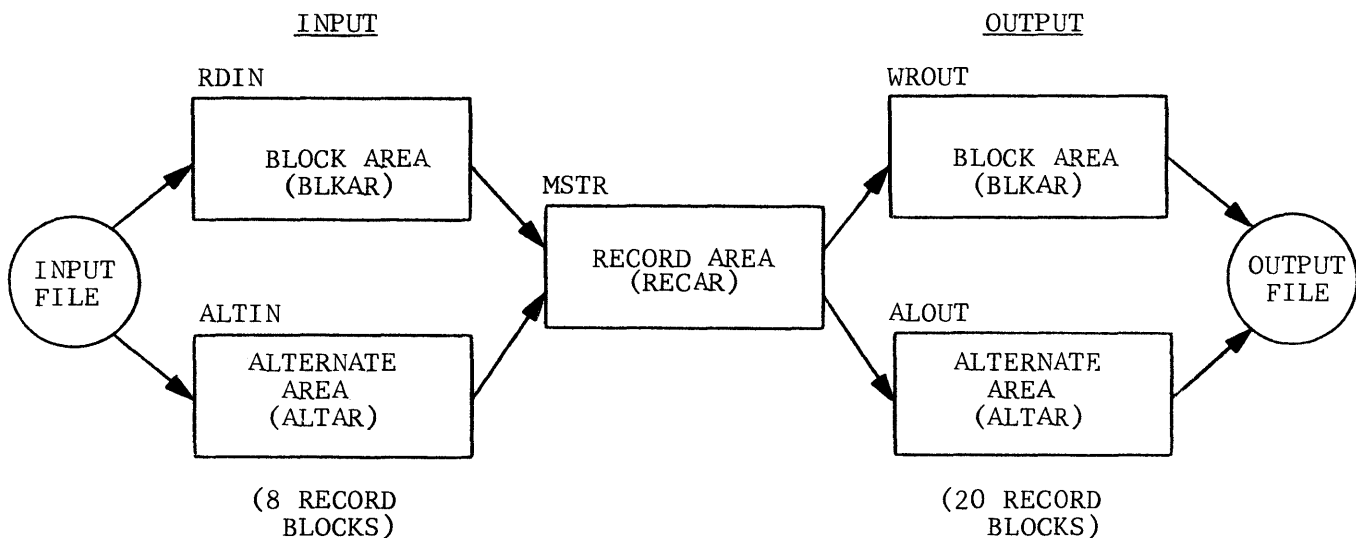 INPUT
OUTPUT
RDIN
BLOCK AREA
(BLKAR)
WROUT
BLOCK AREA
(BLKAR)
MSTR
RECORD AREA
(RECAR)
INPUT
FILE
OUTPUT
FILE
ALTIN
ALTERNATE
AREA
(ALTAR)
ALOUT
ALTERNATE
AREA
(ALTAR)
(8 RECORD
BLOCKS)
(20 RECORD
BLOCKS)